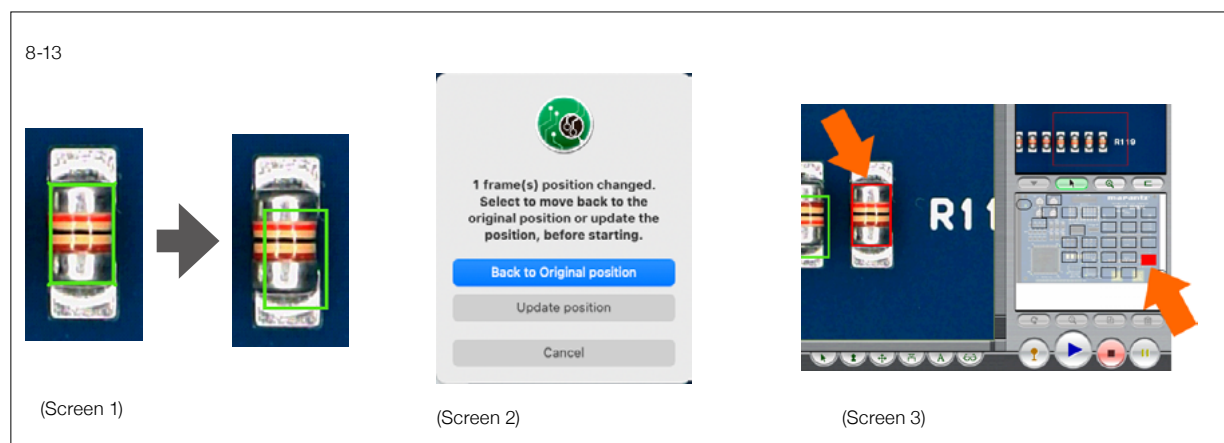 8-13
1 frame(s) position changed.
Select to move back to the
original position or update the
position, before starting.
Back to Original position
Update position
Cancel
R119
R11
marantz
A
(Screen 1)
(Screen 2)
(Screen 3)